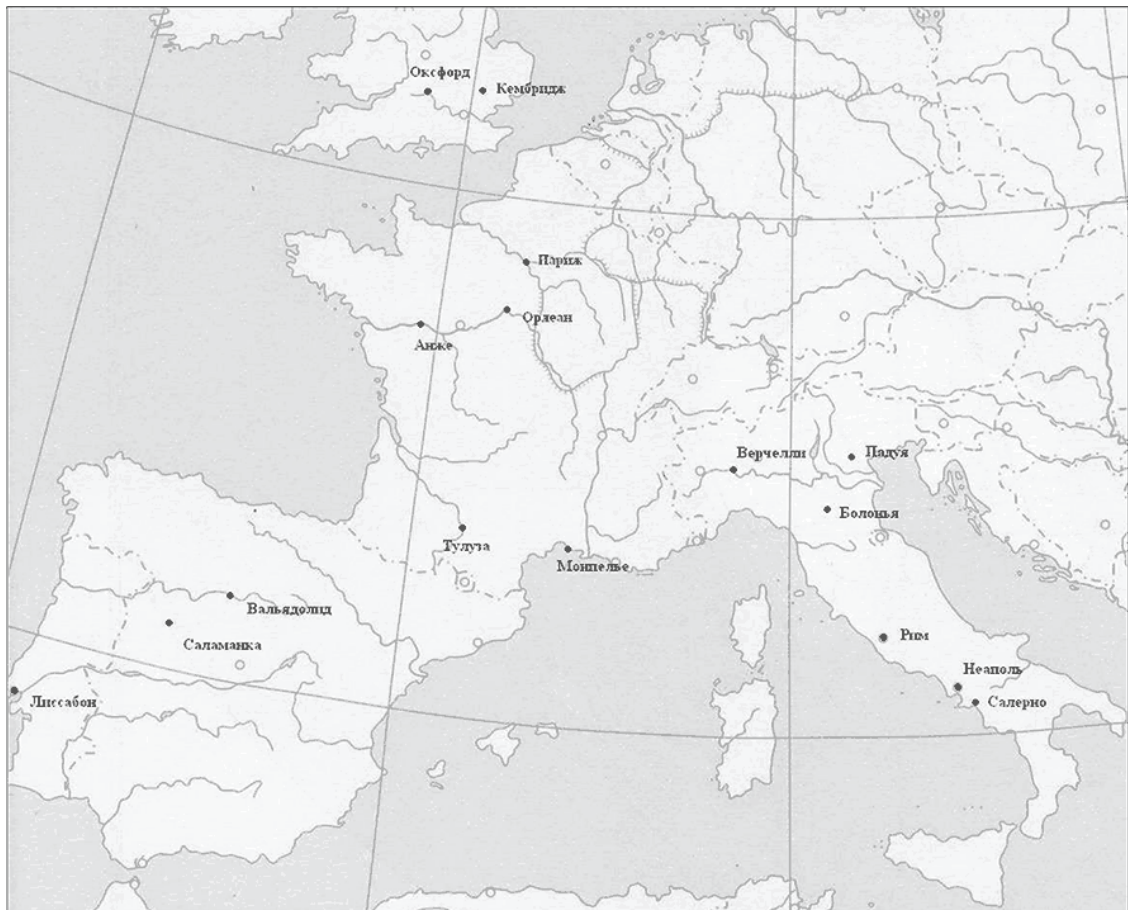 Оксфорд
Кембридж
Париж
Орлеан
Анже
Верчелли
Падуя
Болонья
Тулуза
Монпелье
Вальядолид
Саламанка
Рим
Неаполь
Лиссабон
Салерно